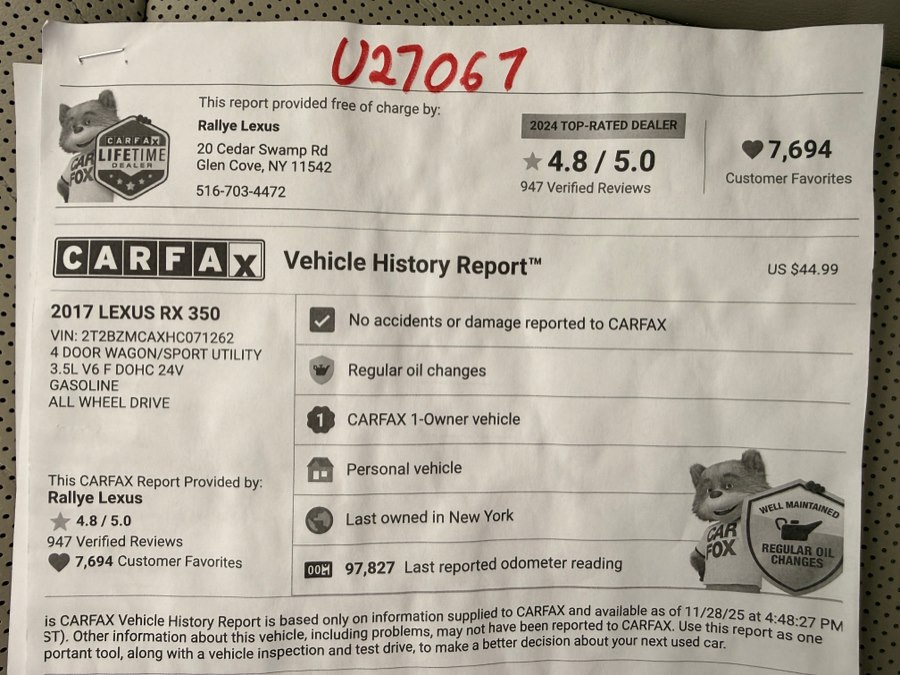 U27067
This report provided free of charge by:
Rallye Lexus
20 Cedar Swamp Rd
Glen Cove, NY 11542
516-703-4472
CARFAX
LIFETIME
DEALER
CAR
FOX
2024 TOP-RATED DEALER
4.8 / 5.0
947 Verified Reviews
7,694
Customer Favorites
CARFAX Vehicle History Report™
US $44.99
2017 LEXUS RX 350
VIN: 2T2BZMCAXHC071262
4 DOOR WAGON/SPORT UTILITY
3.5L V6 F DOHC 24V
GASOLINE
ALL WHEEL DRIVE
This CARFAX Report Provided by:
Rallye Lexus
4.8 / 5.0
947 Verified Reviews
7,694 Customer Favorites
No accidents or damage reported to CARFAX
Regular oil changes
1 CARFAX 1-Owner vehicle
Personal vehicle
Last owned in New York
97,827 Last reported odometer reading
CAR
FOX
WELL MAINTAINED
REGULAR OIL
CHANGES
is CARFAX Vehicle History Report is based only on information supplied to CARFAX and available as of 11/28/25 at 4:48:27 PM
ST). Other information about this vehicle, including problems, may not have been reported to CARFAX. Use this report as one
portant tool, along with a vehicle inspection and test drive, to make a better decision about your next used car.